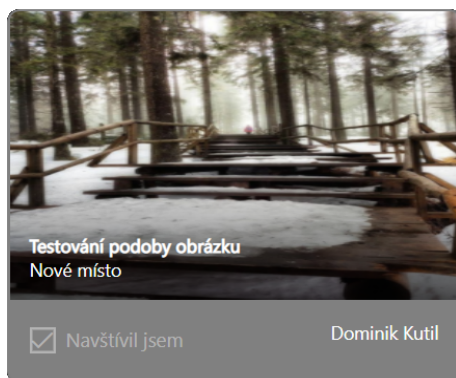 Testování podoby obrázku
Nové místo
Navštívil jsem
Dominik Kutil